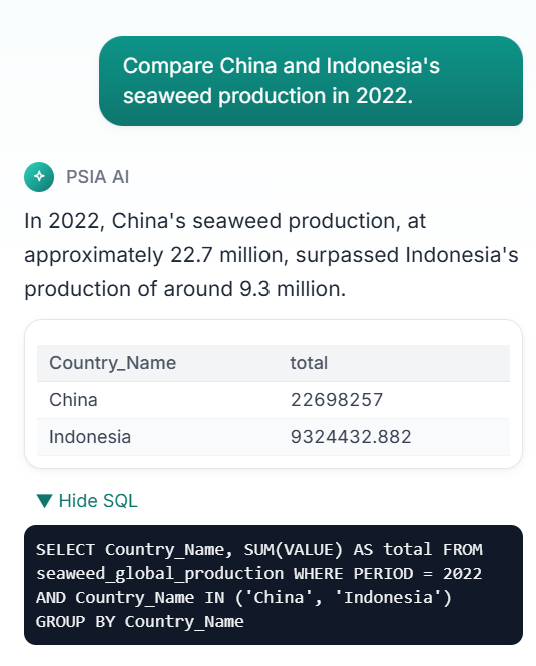 Compare China and Indonesia's
seaweed production in 2022.
PSIA AI
In 2022, China's seaweed production, at
approximately 22.7 million, surpassed Indonesia's
production of around 9.3 million.
Country_Name total
China 22698257
Indonesia 9324432.882
▼ Hide SQL
SELECT Country_Name, SUM(VALUE) AS total FROM
seaweed_global_production WHERE PERIOD = 2022
AND Country_Name IN ('China', 'Indonesia')
GROUP BY Country_Name